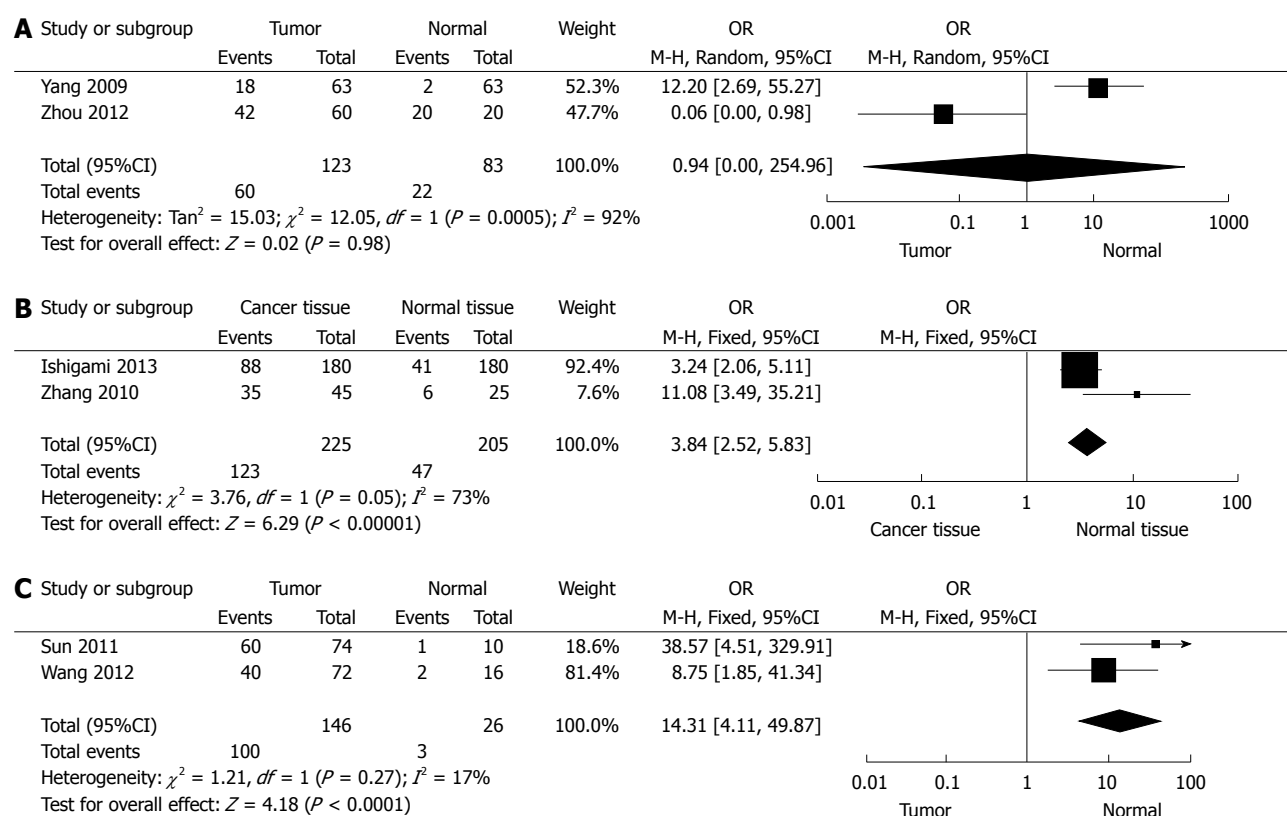 A Study or subgroup Tumor Normal Weight OR OR
Events Total Events Total M-H, Random, 95%CI M-H, Random, 95%CI
Yang 2009 18 63 2 63 52.3% 12.20 [2.69, 55.27]
Zhou 2012 42 60 20 20 47.7% 0.06 [0.00, 0.98]
Total (95%CI) 123 83 100.0% 0.94 [0.00, 254.96]
Total events 60 22
Heterogeneity: Tan² = 15.03; χ² = 12.05, df = 1 (P = 0.0005); I² = 92%
0.001 0.1 1 10 1000
Test for overall effect: Z = 0.02 (P = 0.98)
Tumor Normal
B Study or subgroup Cancer tissue Normal tissue Weight OR OR
Events Total Events Total M-H, Fixed, 95%CI M-H, Fixed, 95%CI
Ishigami 2013 88 180 41 180 92.4% 3.24 [2.06, 5.11]
Zhang 2010 35 45 6 25 7.6% 11.08 [3.49, 35.21]
Total (95%CI) 225 205 100.0% 3.84 [2.52, 5.83]
Total events 123 47
Heterogeneity: χ² = 3.76, df = 1 (P = 0.05); I² = 73%
0.01 0.1 1 10 100
Test for overall effect: Z = 6.29 (P < 0.00001)
Cancer tissue Normal tissue
C Study or subgroup Tumor Normal Weight OR OR
Events Total Events Total M-H, Fixed, 95%CI M-H, Fixed, 95%CI
Sun 2011 60 74 1 10 18.6% 38.57 [4.51, 329.91]
Wang 2012 40 72 2 16 81.4% 8.75 [1.85, 41.34]
Total (95%CI) 146 26 100.0% 14.31 [4.11, 49.87]
Total events 100 3
Heterogeneity: χ² = 1.21, df = 1 (P = 0.27); I² = 17%
0.01 0.1 1 10 100
Test for overall effect: Z = 4.18 (P < 0.0001)
Tumor Normal